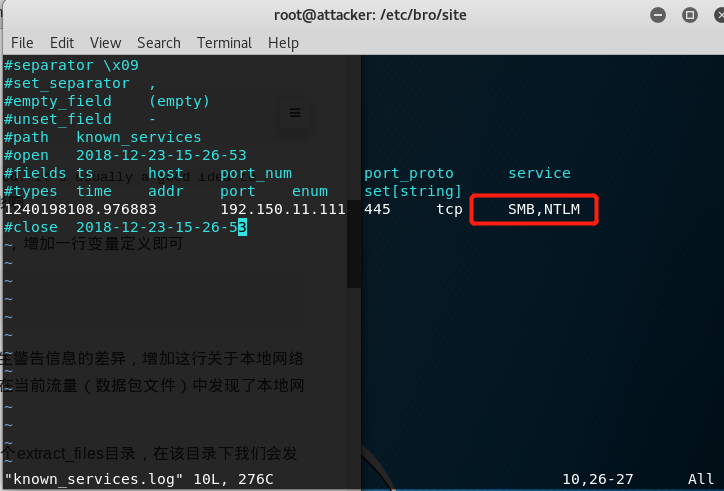 root@attacker: /etc/bro/site
File Edit View Search Terminal Help
#separator \x09
#set_separator ,
#empty_field (empty)
#unset_field -
#path known_services
#open 2018-12-23-15-26-53
#fields ts host port_num port_proto service
#types time addr port enum set[string]
1240198108.976883 192.150.11.111 445 tcp SMB,NTLM
#close 2018-12-23-15-26-53
~
，增加一行变量定义即可
~
~
~
~
~
生警告信息的差异，增加这行关于本地网络
~
在当前流量（数据包文件）中发现了本地网
~
~
~
个extract_files目录，在该目录下我们会发
~
"known_services.log" 10L, 276C 10,26-27 All